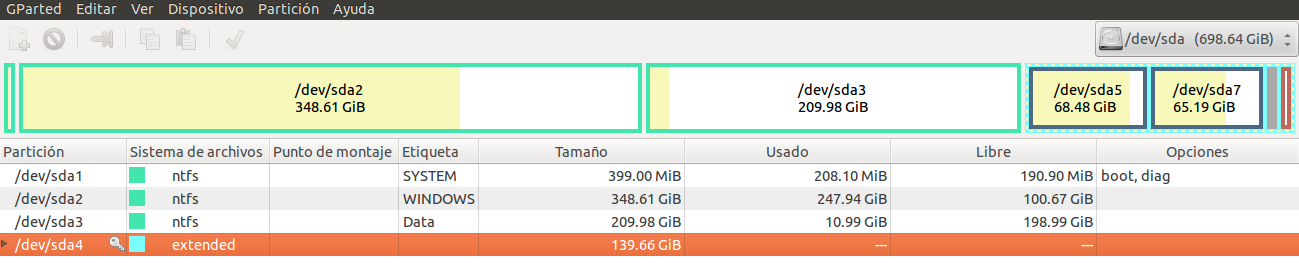 GParted Editar Ver Dispositivo Partición Ayuda
/dev/sda (698.64 GiB)
/dev/sda2 /dev/sda3 /dev/sda5 /dev/sda7
348.61 GiB 209.98 GiB 68.48 GiB 65.19 GiB
Partición Sistema de archivos Punto de montaje Etiqueta Tamaño Usado Libre Opciones
/dev/sda1 ntfs SYSTEM 399.00 MiB 208.10 MiB 190.90 MiB boot, diag
/dev/sda2 ntfs WINDOWS 348.61 GiB 247.94 GiB 100.67 GiB
/dev/sda3 ntfs Data 209.98 GiB 10.99 GiB 198.99 GiB
/dev/sda4 extended 139.66 GiB --- ---